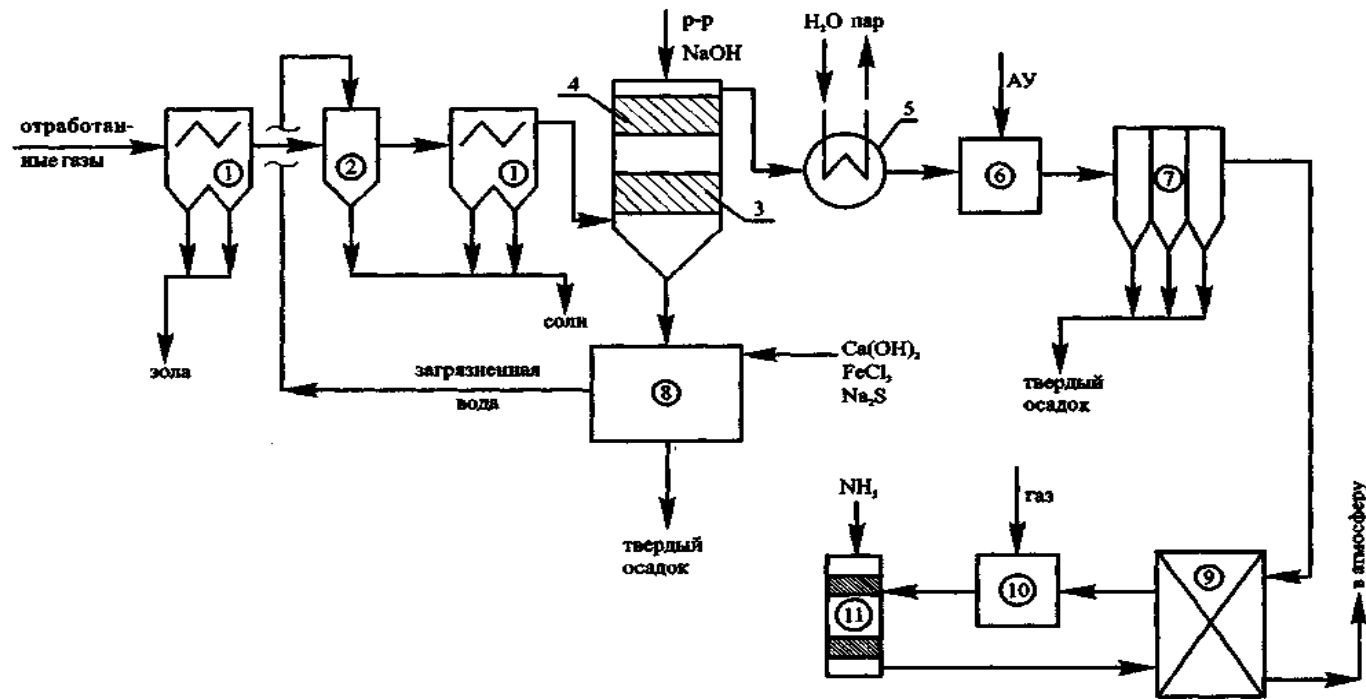 р-р
NaOH
H₂O пар
АУ
4
5
отработан-
ные газы
1
2
1
3
6
7
соли
зола
загрязненная
вода
8
Ca(OH)₂
FeCl₃
Na₂S
твердый
осадок
твердый
осадок
NH₃
газ
в атмосферу
9
10
11